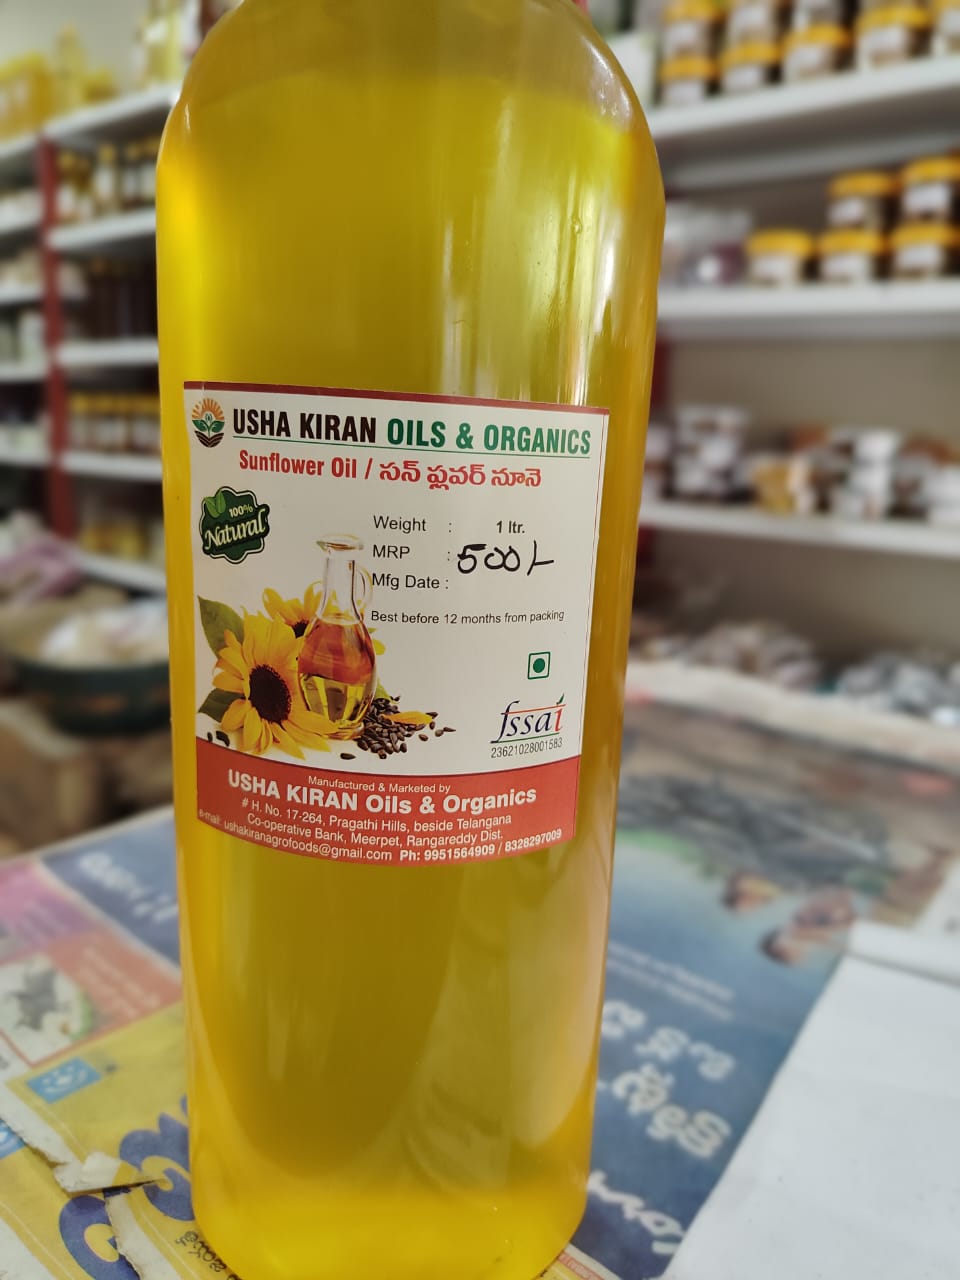 USHA KIRAN OILS & ORGANICS
Sunflower Oil / సన్ ఫ్లవర్ నూనె
100%
Natural
Weight : 1 ltr.
MRP : 500/-
Mfg Date :
Best before 12 months from packing
fssai
23621028001583
Manufactured & Marketed by
USHA KIRAN Oils & Organics
# H. No. 17-264, Pragathi Hills, beside Telangana
Co-operative Bank, Meerpet, Rangareddy Dist.
e-mail: ushakiranagrofoods@gmail.com Ph: 9951564909 / 8328297009